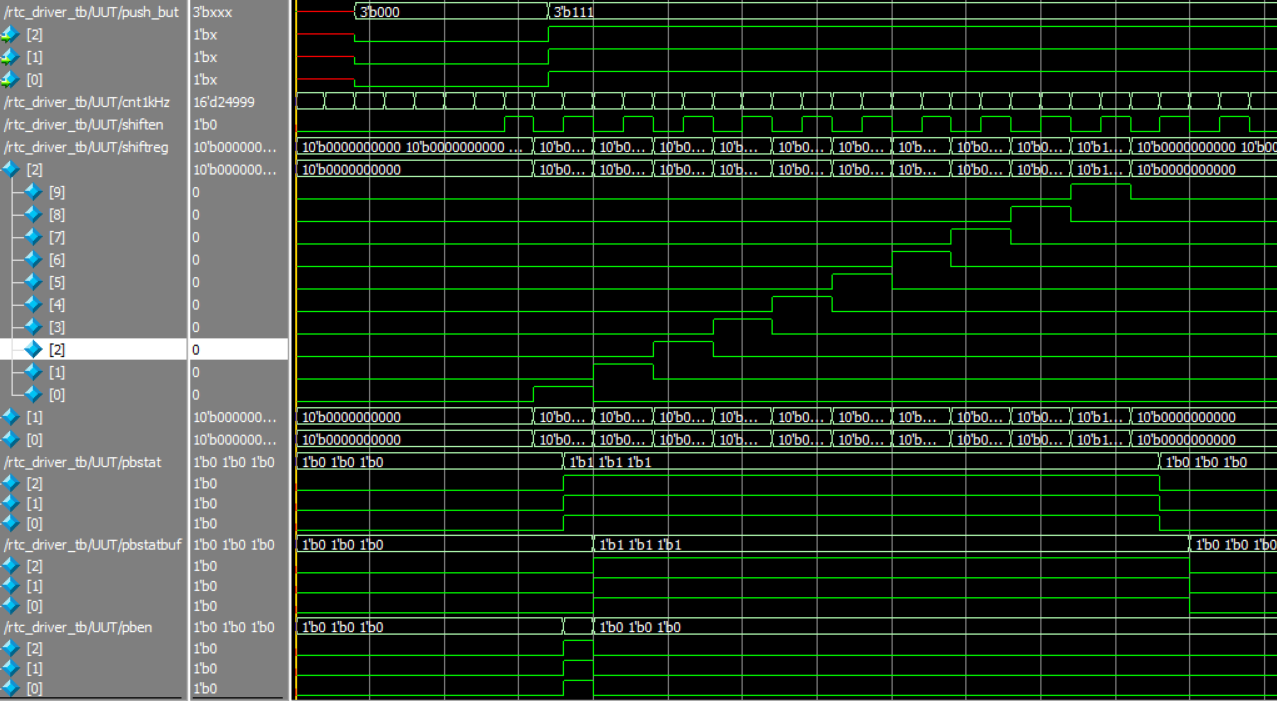 /rtc_driver_tb/UUT/push_but 3'bxxx 3'b000 3'b111
[2] 1'bx
[1] 1'bx
[0] 1'bx
/rtc_driver_tb/UUT/cnt1kHz 16'd24999
/rtc_driver_tb/UUT/shiften 1'b0
/rtc_driver_tb/UUT/shiftreg 10'b000000... 10'b0000000000 10'b0000000000 ... 10'b0... 10'b0... 10'b0... 10'b... 10'b0... 10'b0... 10'b... 10'b0... 10'b0... 10'b1... 10'b0000000000 10'b00
[2] 10'b000000... 10'b0000000000 10'b0... 10'b0... 10'b0... 10'b... 10'b0... 10'b0... 10'b... 10'b0... 10'b0... 10'b1... 10'b0000000000
[9] 0
[8] 0
[7] 0
[6] 0
[5] 0
[4] 0
[3] 0
[2] 0
[1] 0
[0] 0
[1] 10'b000000... 10'b0000000000 10'b0... 10'b0... 10'b0... 10'b... 10'b0... 10'b0... 10'b... 10'b0... 10'b0... 10'b1... 10'b0000000000
[0] 10'b000000... 10'b0000000000 10'b0... 10'b0... 10'b0... 10'b... 10'b0... 10'b0... 10'b... 10'b0... 10'b0... 10'b1... 10'b0000000000
/rtc_driver_tb/UUT/pbstat 1'b0 1'b0 1'b0 1'b0 1'b0 1'b0 1'b1 1'b1 1'b1 1'b0 1'b0 1'b0
[2] 1'b0
[1] 1'b0
[0] 1'b0
/rtc_driver_tb/UUT/pbstatbuf 1'b0 1'b0 1'b0 1'b0 1'b0 1'b0 1'b1 1'b1 1'b1 1'b0 1'b0 1'b0
[2] 1'b0
[1] 1'b0
[0] 1'b0
/rtc_driver_tb/UUT/pben 1'b0 1'b0 1'b0 1'b0 1'b0 1'b0 1'b0 1'b0 1'b0
[2] 1'b0
[1] 1'b0
[0] 1'b0